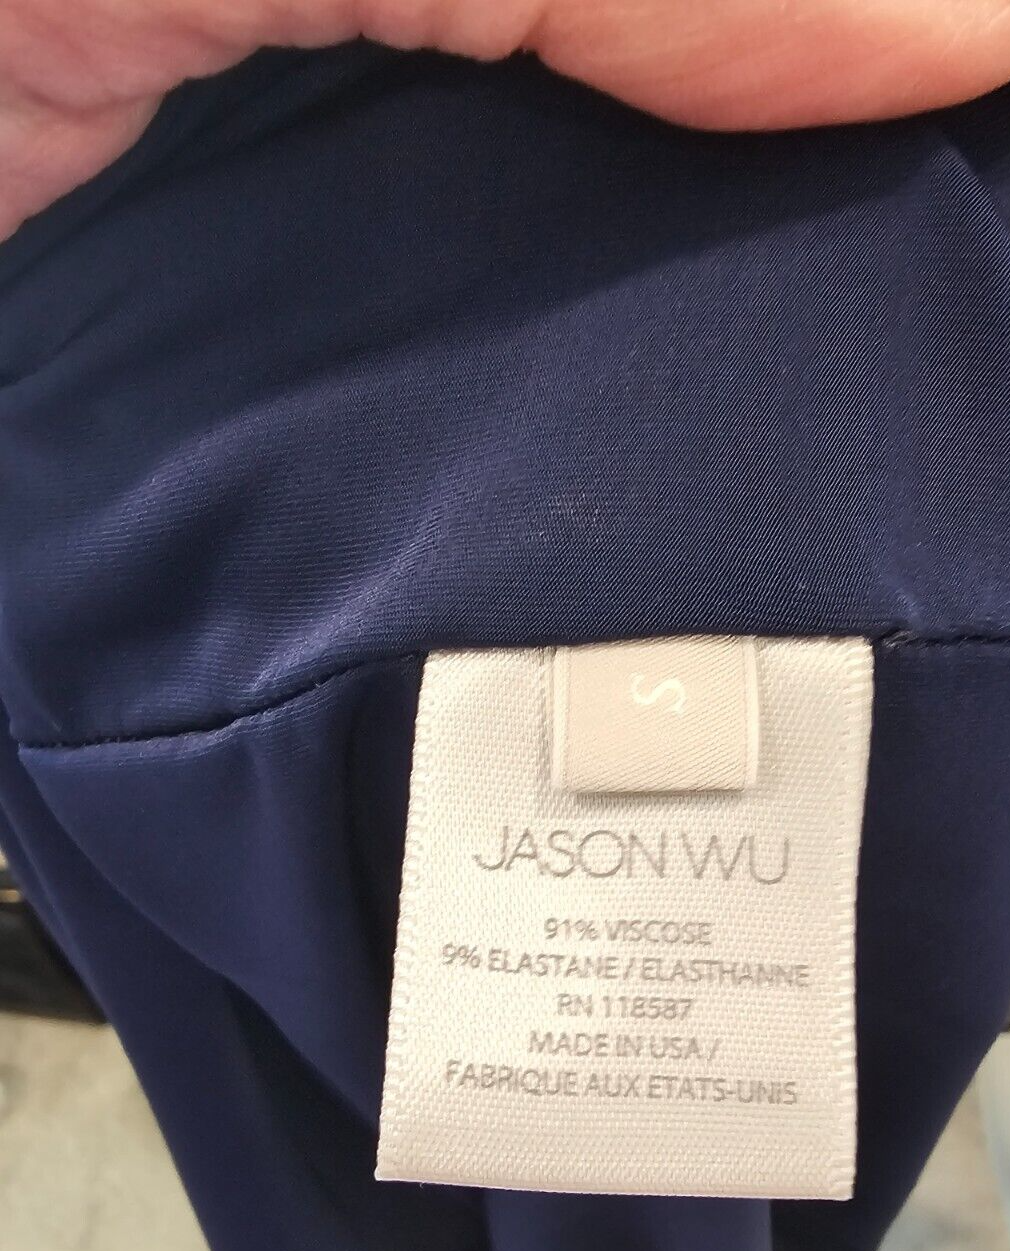 S
JASON WU
91% VISCOSE
9% ELASTANE / ELASTHANNE
RN 118587
MADE IN USA /
FABRIQUE AUX ETATS-UNIS